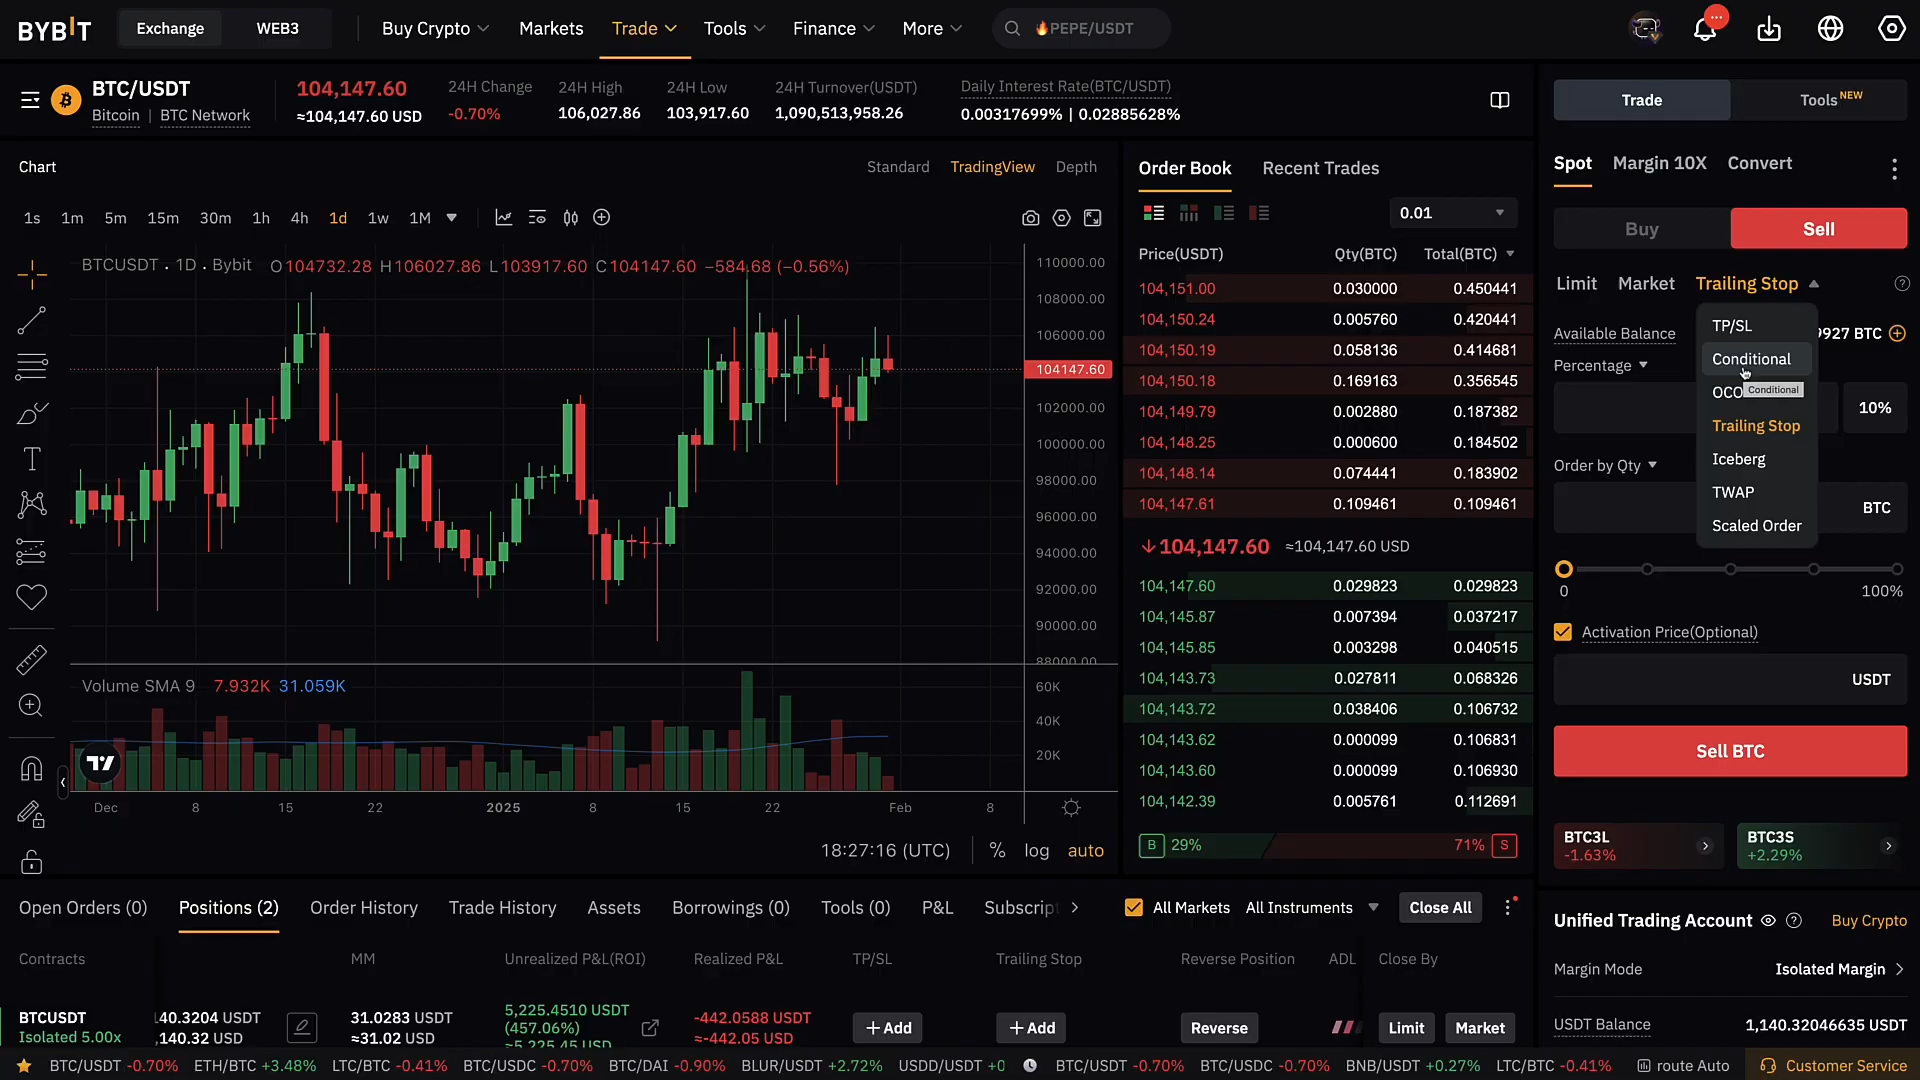 BYBIT
Exchange
WEB3
Buy Crypto
Markets
Trade
Tools
Finance
More
PEPE/USDT
...
BTC/USDT
Bitcoin | BTC Network
104,147.60
≈104,147.60 USD
24H Change
-0.70%
24H High
106,027.86
24H Low
103,917.60
24H Turnover(USDT)
1,090,513,958.26
Daily Interest Rate(BTC/USDT)
0.00317699% | 0.02885628%
Chart
Standard
TradingView
Depth
1s 1m 5m 15m 30m 1h 4h 1d 1w 1M
BTCUSDT . 1D . Bybit O104732.28 H106027.86 L103917.60 C104147.60 −584.68 (−0.56%)
110000.00
108000.00
106000.00
104147.60
102000.00
100000.00
98000.00
96000.00
94000.00
92000.00
90000.00
88000.00
Volume SMA 9 7.932K 31.059K
60K
40K
20K
Dec 8 15 22 2025 8 15 22 Feb 8
18:27:16 (UTC)
% log auto
Order Book
Recent Trades
0.01
Price(USDT) Qty(BTC) Total(BTC)
104,151.00 0.030000 0.450441
104,150.24 0.005760 0.420441
104,150.19 0.058136 0.414681
104,150.18 0.169163 0.356545
104,149.79 0.002880 0.187382
104,148.25 0.000600 0.184502
104,148.14 0.074441 0.183902
104,147.61 0.109461 0.109461
104,147.60 ≈104,147.60 USD
104,147.60 0.029823 0.029823
104,145.87 0.007394 0.037217
104,145.85 0.003298 0.040515
104,143.73 0.027811 0.068326
104,143.72 0.038406 0.106732
104,143.62 0.000099 0.106831
104,143.60 0.000099 0.106930
104,142.39 0.005761 0.112691
B 29% 71% S
Trade
Tools NEW
Spot
Margin 10X
Convert
Buy
Sell
Limit
Market
Trailing Stop
Available Balance
9927 BTC
Percentage
10%
TP/SL
Conditional
Conditional
OCO
Trailing Stop
Iceberg
TWAP
Scaled Order
Order by Qty
BTC
0
100%
Activation Price(Optional)
USDT
Sell BTC
BTC3L
-1.63%
BTC3S
+2.29%
Open Orders (0)
Positions (2)
Order History
Trade History
Assets
Borrowings (0)
Tools (0)
P&L
Subscript
All Markets
All Instruments
Close All
Contracts
MM
Unrealized P&L(ROI)
Realized P&L
TP/SL
Trailing Stop
Reverse Position
ADL
Close By
BTCUSDT
Isolated 5.00x
140.3204 USDT
,140.32 USD
31.0283 USDT
≈31.02 USD
5,225.4510 USDT
(457.06%)
≈5,225.45 USD
-442.0588 USDT
≈-442.05 USD
+Add
+Add
Reverse
Limit
Market
Unified Trading Account
Buy Crypto
Margin Mode
Isolated Margin
USDT Balance
1,140.32046635 USDT
BTC/USDT -0.70% ETH/BTC +3.48% LTC/BTC -0.41% BTC/USDC -0.70% BTC/DAI -0.90% BLUR/USDT +2.72% USDD/USDT +0
BTC/USDT -0.70% BTC/USDC -0.70% BNB/USDT +0.27% LTC/BTC -0.41%
route Auto
Customer Service